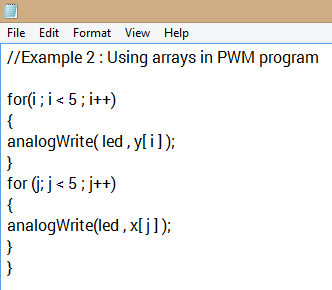 File Edit Format View Help
//Example 2 : Using arrays in PWM program
for(i ; i < 5 ; i++)
{
analogWrite( led , y[ i ] );
}
for (j; j < 5 ; j++)
{
analogWrite(led , x[ j ] );
}
}